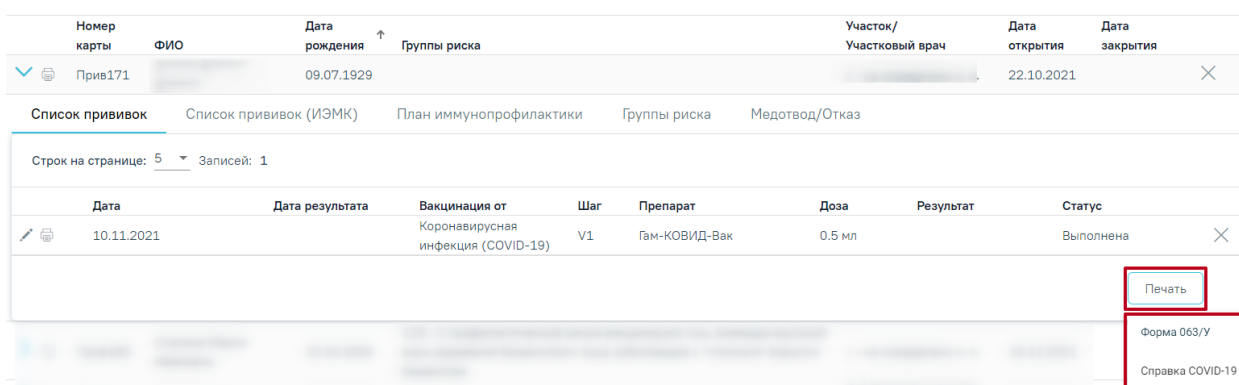 Номер карты ФИО Дата рождения Группы риска Участок/ Участковый врач Дата открытия Дата закрытия
Прив171 09.07.1929 22.10.2021
Список прививок Список прививок (ИЭМК) План иммунопрофилактики Группы риска Медотвод/Отказ
Строк на странице: 5 Записей: 1
Дата Дата результата Вакцинация от Шаг Препарат Доза Результат Статус
10.11.2021 Коронавирусная инфекция (COVID-19) V1 Гам-КОВИД-Вак 0.5 мл Выполнена
Печать
Форма 063/У
Справка COVID-19